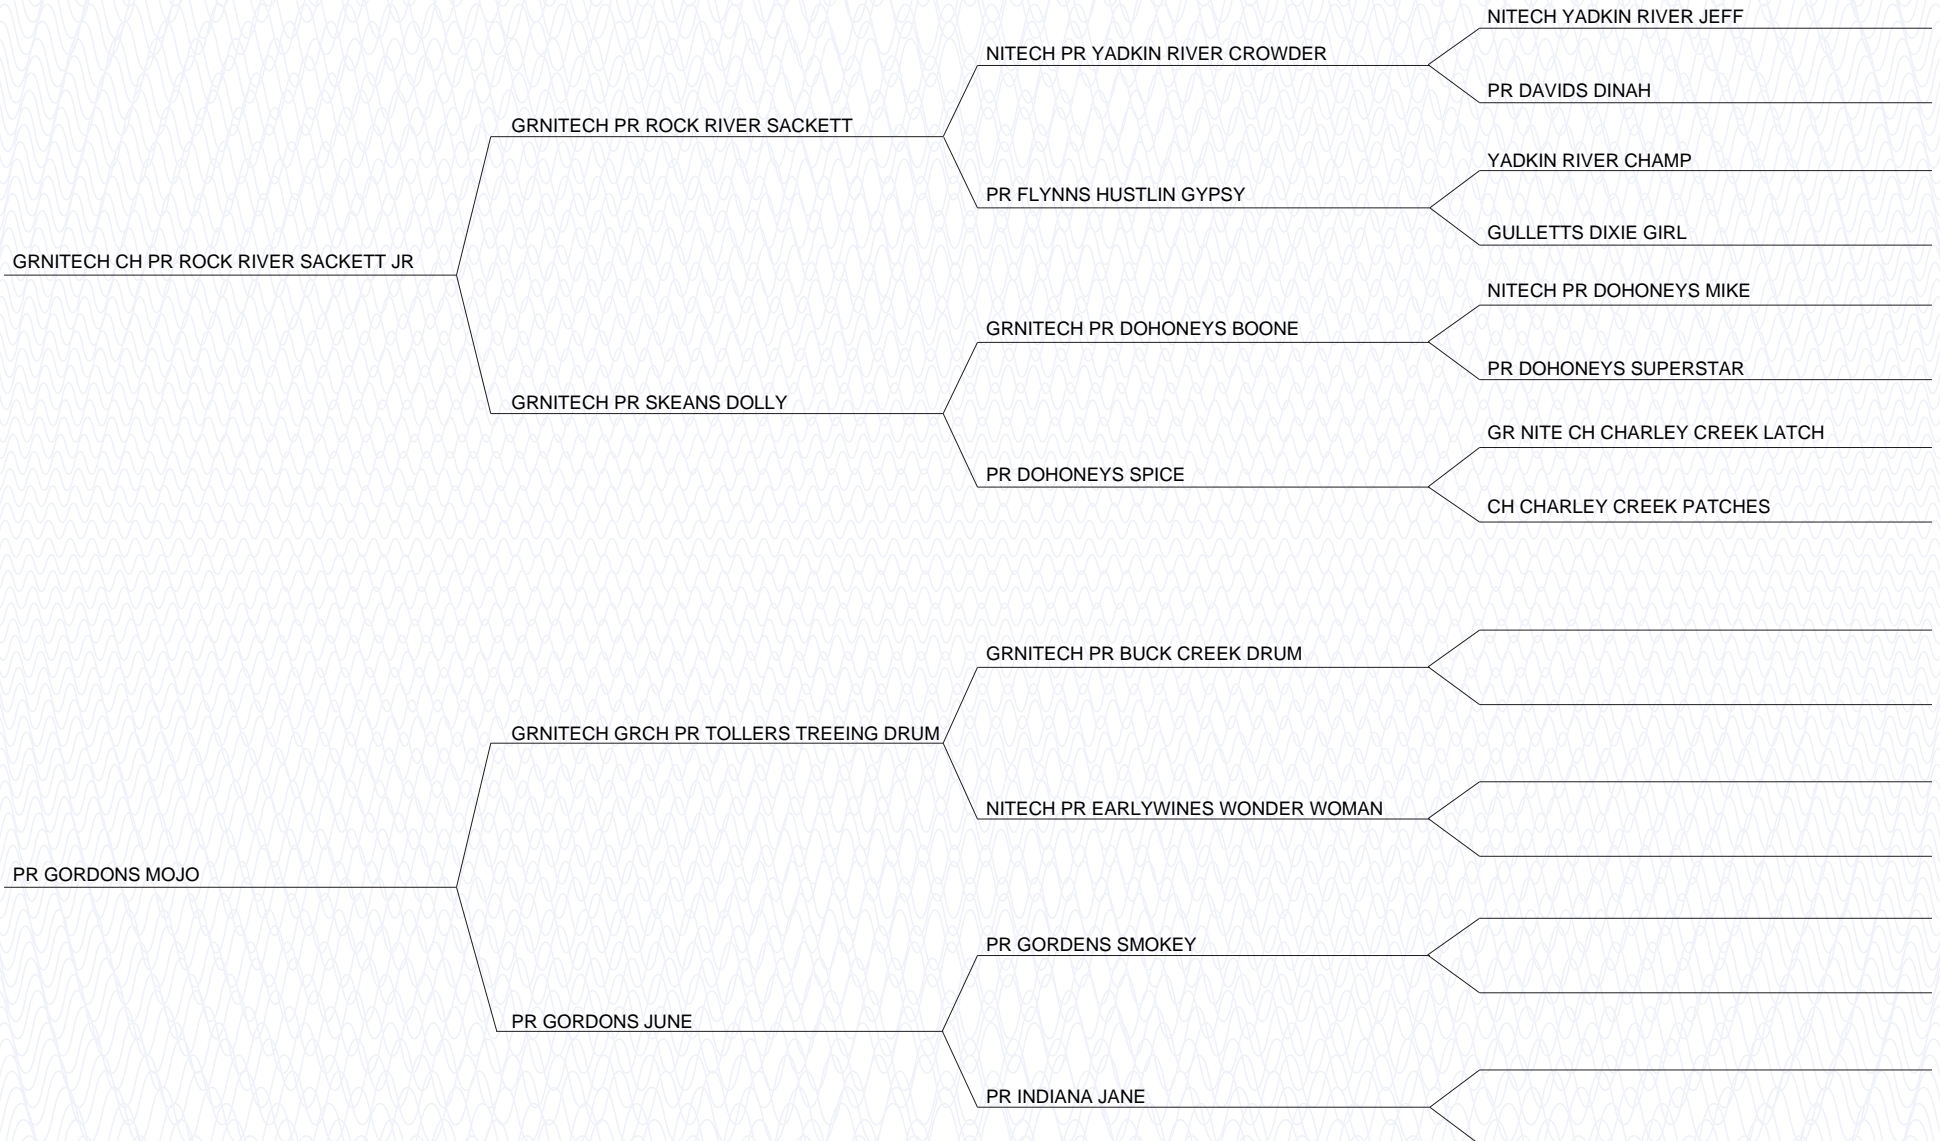 NITECH YADKIN RIVER JEFF
NITECH PR YADKIN RIVER CROWDER
PR DAVIDS DINAH
GRNITECH PR ROCK RIVER SACKETT
YADKIN RIVER CHAMP
PR FLYNNS HUSTLIN GYPSY
GULLETTS DIXIE GIRL
GRNITECH CH PR ROCK RIVER SACKETT JR
NITECH PR DOHONEYS MIKE
GRNITECH PR DOHONEYS BOONE
PR DOHONEYS SUPERSTAR
GRNITECH PR SKEANS DOLLY
GR NITE CH CHARLEY CREEK LATCH
PR DOHONEYS SPICE
CH CHARLEY CREEK PATCHES
GRNITECH PR BUCK CREEK DRUM
GRNITECH GRCH PR TOLLERS TREEING DRUM
NITECH PR EARLYWINES WONDER WOMAN
PR GORDONS MOJO
PR GORDENS SMOKEY
PR GORDONS JUNE
PR INDIANA JANE